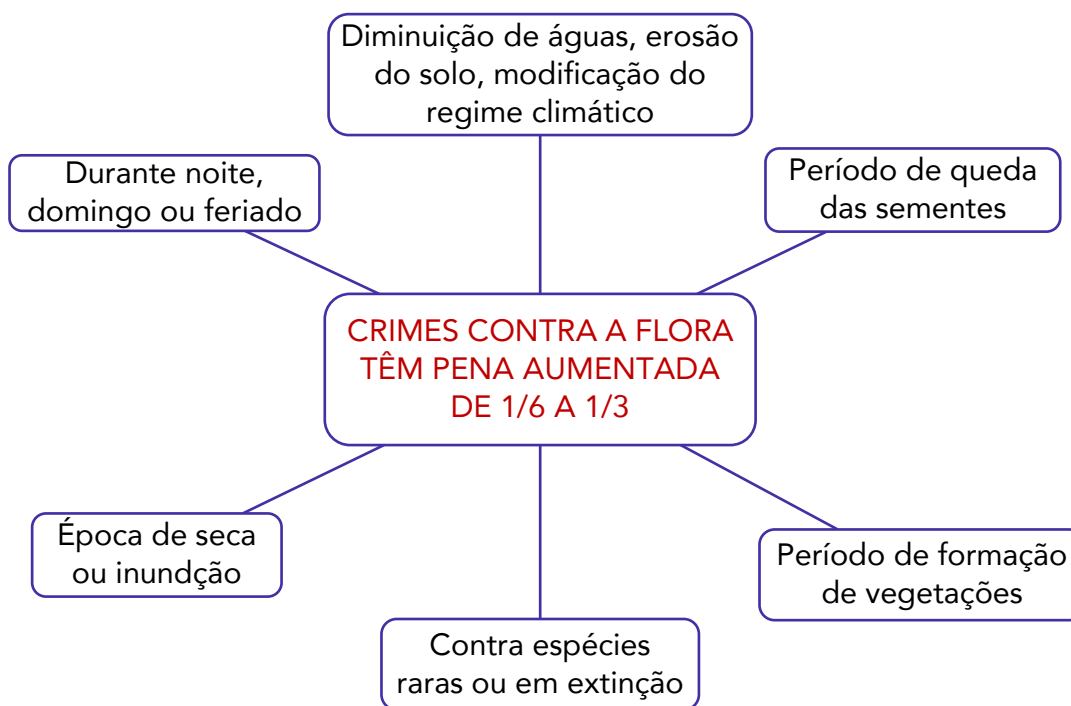 Diminuição de águas, erosão
do solo, modificação do
regime climático
Durante noite,
domingo ou feriado
Período de queda
das sementes
CRIMES CONTRA A FLORA
TÊM PENA AUMENTADA
DE 1/6 A 1/3
Época de seca
ou inundção
Período de formação
de vegetações
Contra espécies
raras ou em extinção